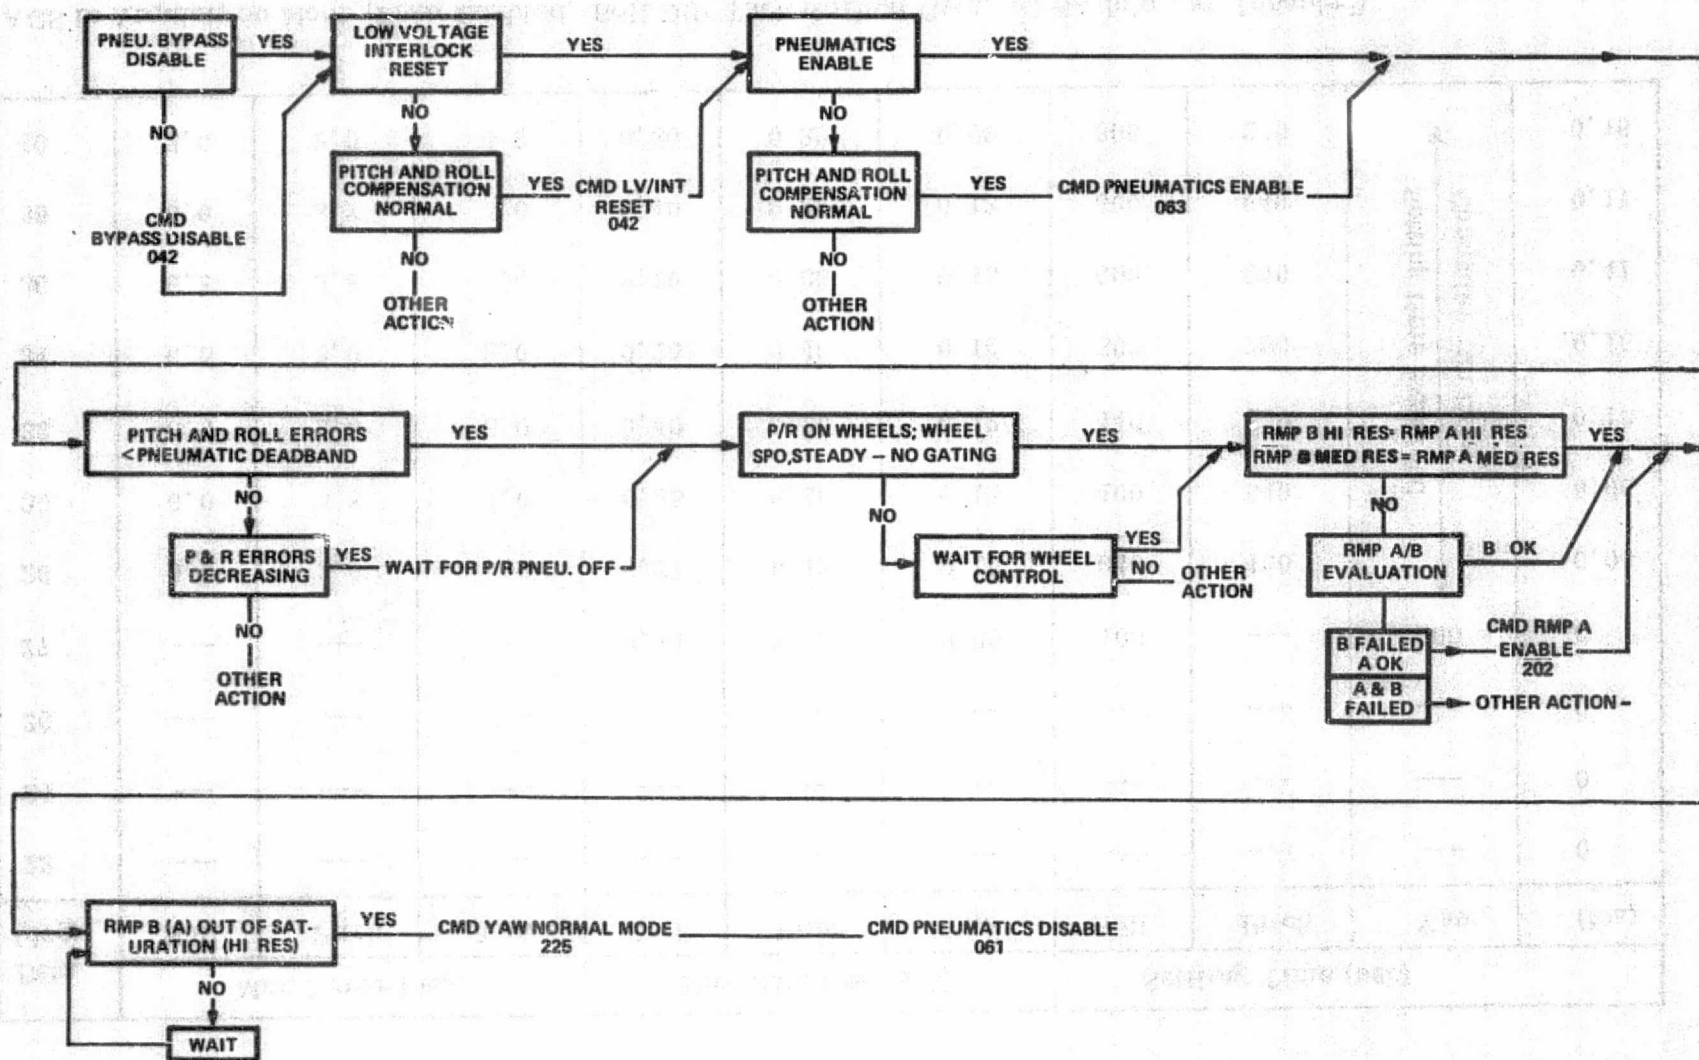 PNEU. BYPASS
DISABLE
YES
LOW VOLTAGE
INTERLOCK
RESET
YES
PNEUMATICS
ENABLE
YES
NO
CMD
BYPASS DISABLE
042
NO
PITCH AND ROLL
COMPENSATION
NORMAL
YES
CMD LV/INT
RESET
042
NO
OTHER
ACTION
NO
PITCH AND ROLL
COMPENSATION
NORMAL
YES
CMD PNEUMATICS ENABLE
063
NO
OTHER
ACTION
PITCH AND ROLL ERRORS
<PNEUMATIC DEADBAND
YES
NO
P & R ERRORS
DECREASING
YES
WAIT FOR P/R PNEU. OFF
NO
OTHER
ACTION
P/R ON WHEELS; WHEEL
SPO,STEADY – NO GATING
YES
NO
WAIT FOR WHEEL
CONTROL
YES
NO
OTHER
ACTION
RMP B HI RES= RMP A HI RES
RMP B MED RES = RMP A MED RES
YES
NO
RMP A/B
EVALUATION
B OK
B FAILED
A OK
CMD RMP A
ENABLE
202
A & B
FAILED
OTHER ACTION –
RMP B (A) OUT OF SAT-
URATION (HI RES)
YES
CMD YAW NORMAL MODE
225
CMD PNEUMATICS DISABLE
061
NO
WAIT